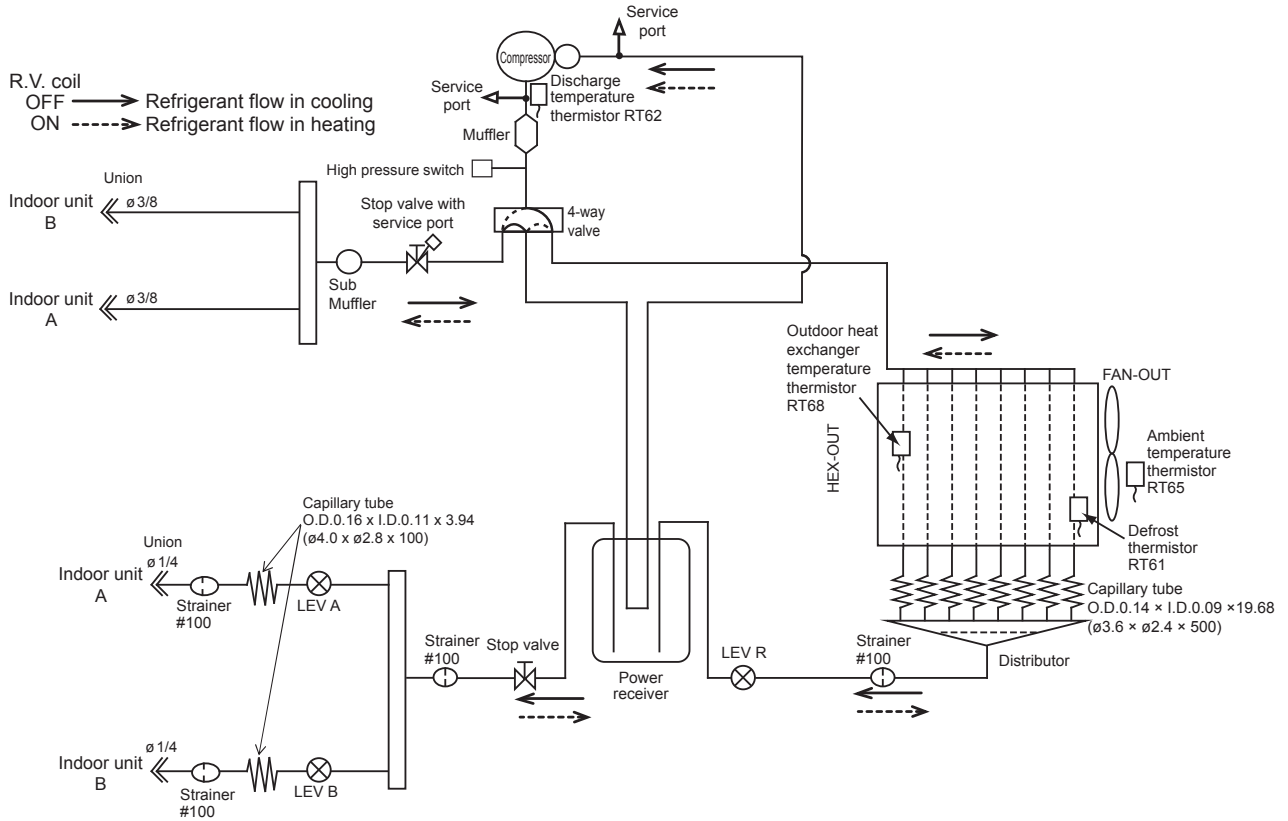 Service
port
Compressor
R.V. coil
OFF Refrigerant flow in cooling
ON Refrigerant flow in heating
Service
port
Discharge
temperature
thermistor RT62
Muffler
High pressure switch
Union
Indoor unit
B
ø 3/8
Stop valve with
service port
4-way
valve
Sub
Muffler
Indoor unit
A
ø 3/8
Outdoor heat
exchanger
temperature
thermistor
RT68
FAN-OUT
HEX-OUT
Ambient
temperature
thermistor
RT65
Defrost
thermistor
RT61
Capillary tube
O.D.0.16 x I.D.0.11 x 3.94
(ø4.0 x ø2.8 x 100)
Union
ø 1/4
Indoor unit
A
Strainer
#100
LEV A
Capillary tube
O.D.0.14 × I.D.0.09 ×19.68
(ø3.6 × ø2.4 × 500)
Strainer
#100
Stop valve
Power
receiver
LEV R
Strainer
#100
Distributor
ø 1/4
Indoor unit
B
Strainer
#100
LEV B